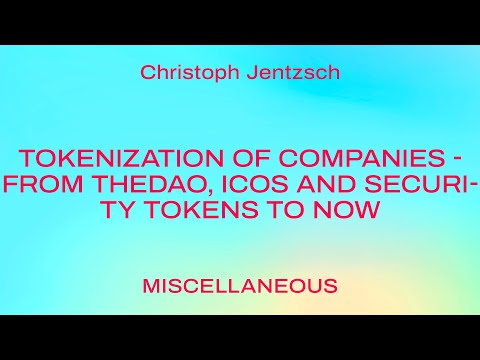 Christoph Jentzsch
TOKENIZATION OF COMPANIES -
FROM THEDAO, ICOS AND SECURI-
TY TOKENS TO NOW
MISCELLANEOUS